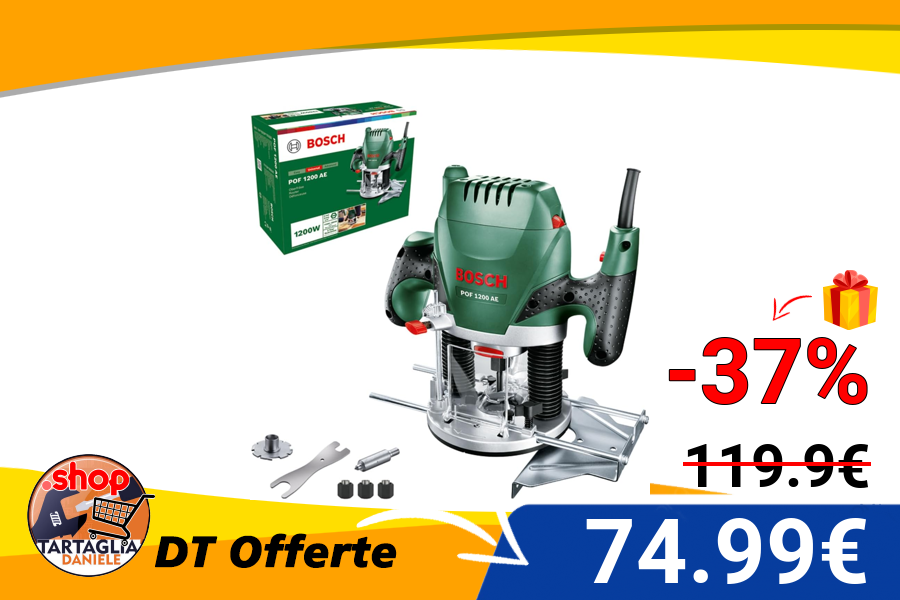 BOSCH
POF 1200 AE
1200W
BOSCH
POF 1200 AE
-37%
119.9€
74.99€
.shop
TARTAGLIA
DANIELE
DT Offerte